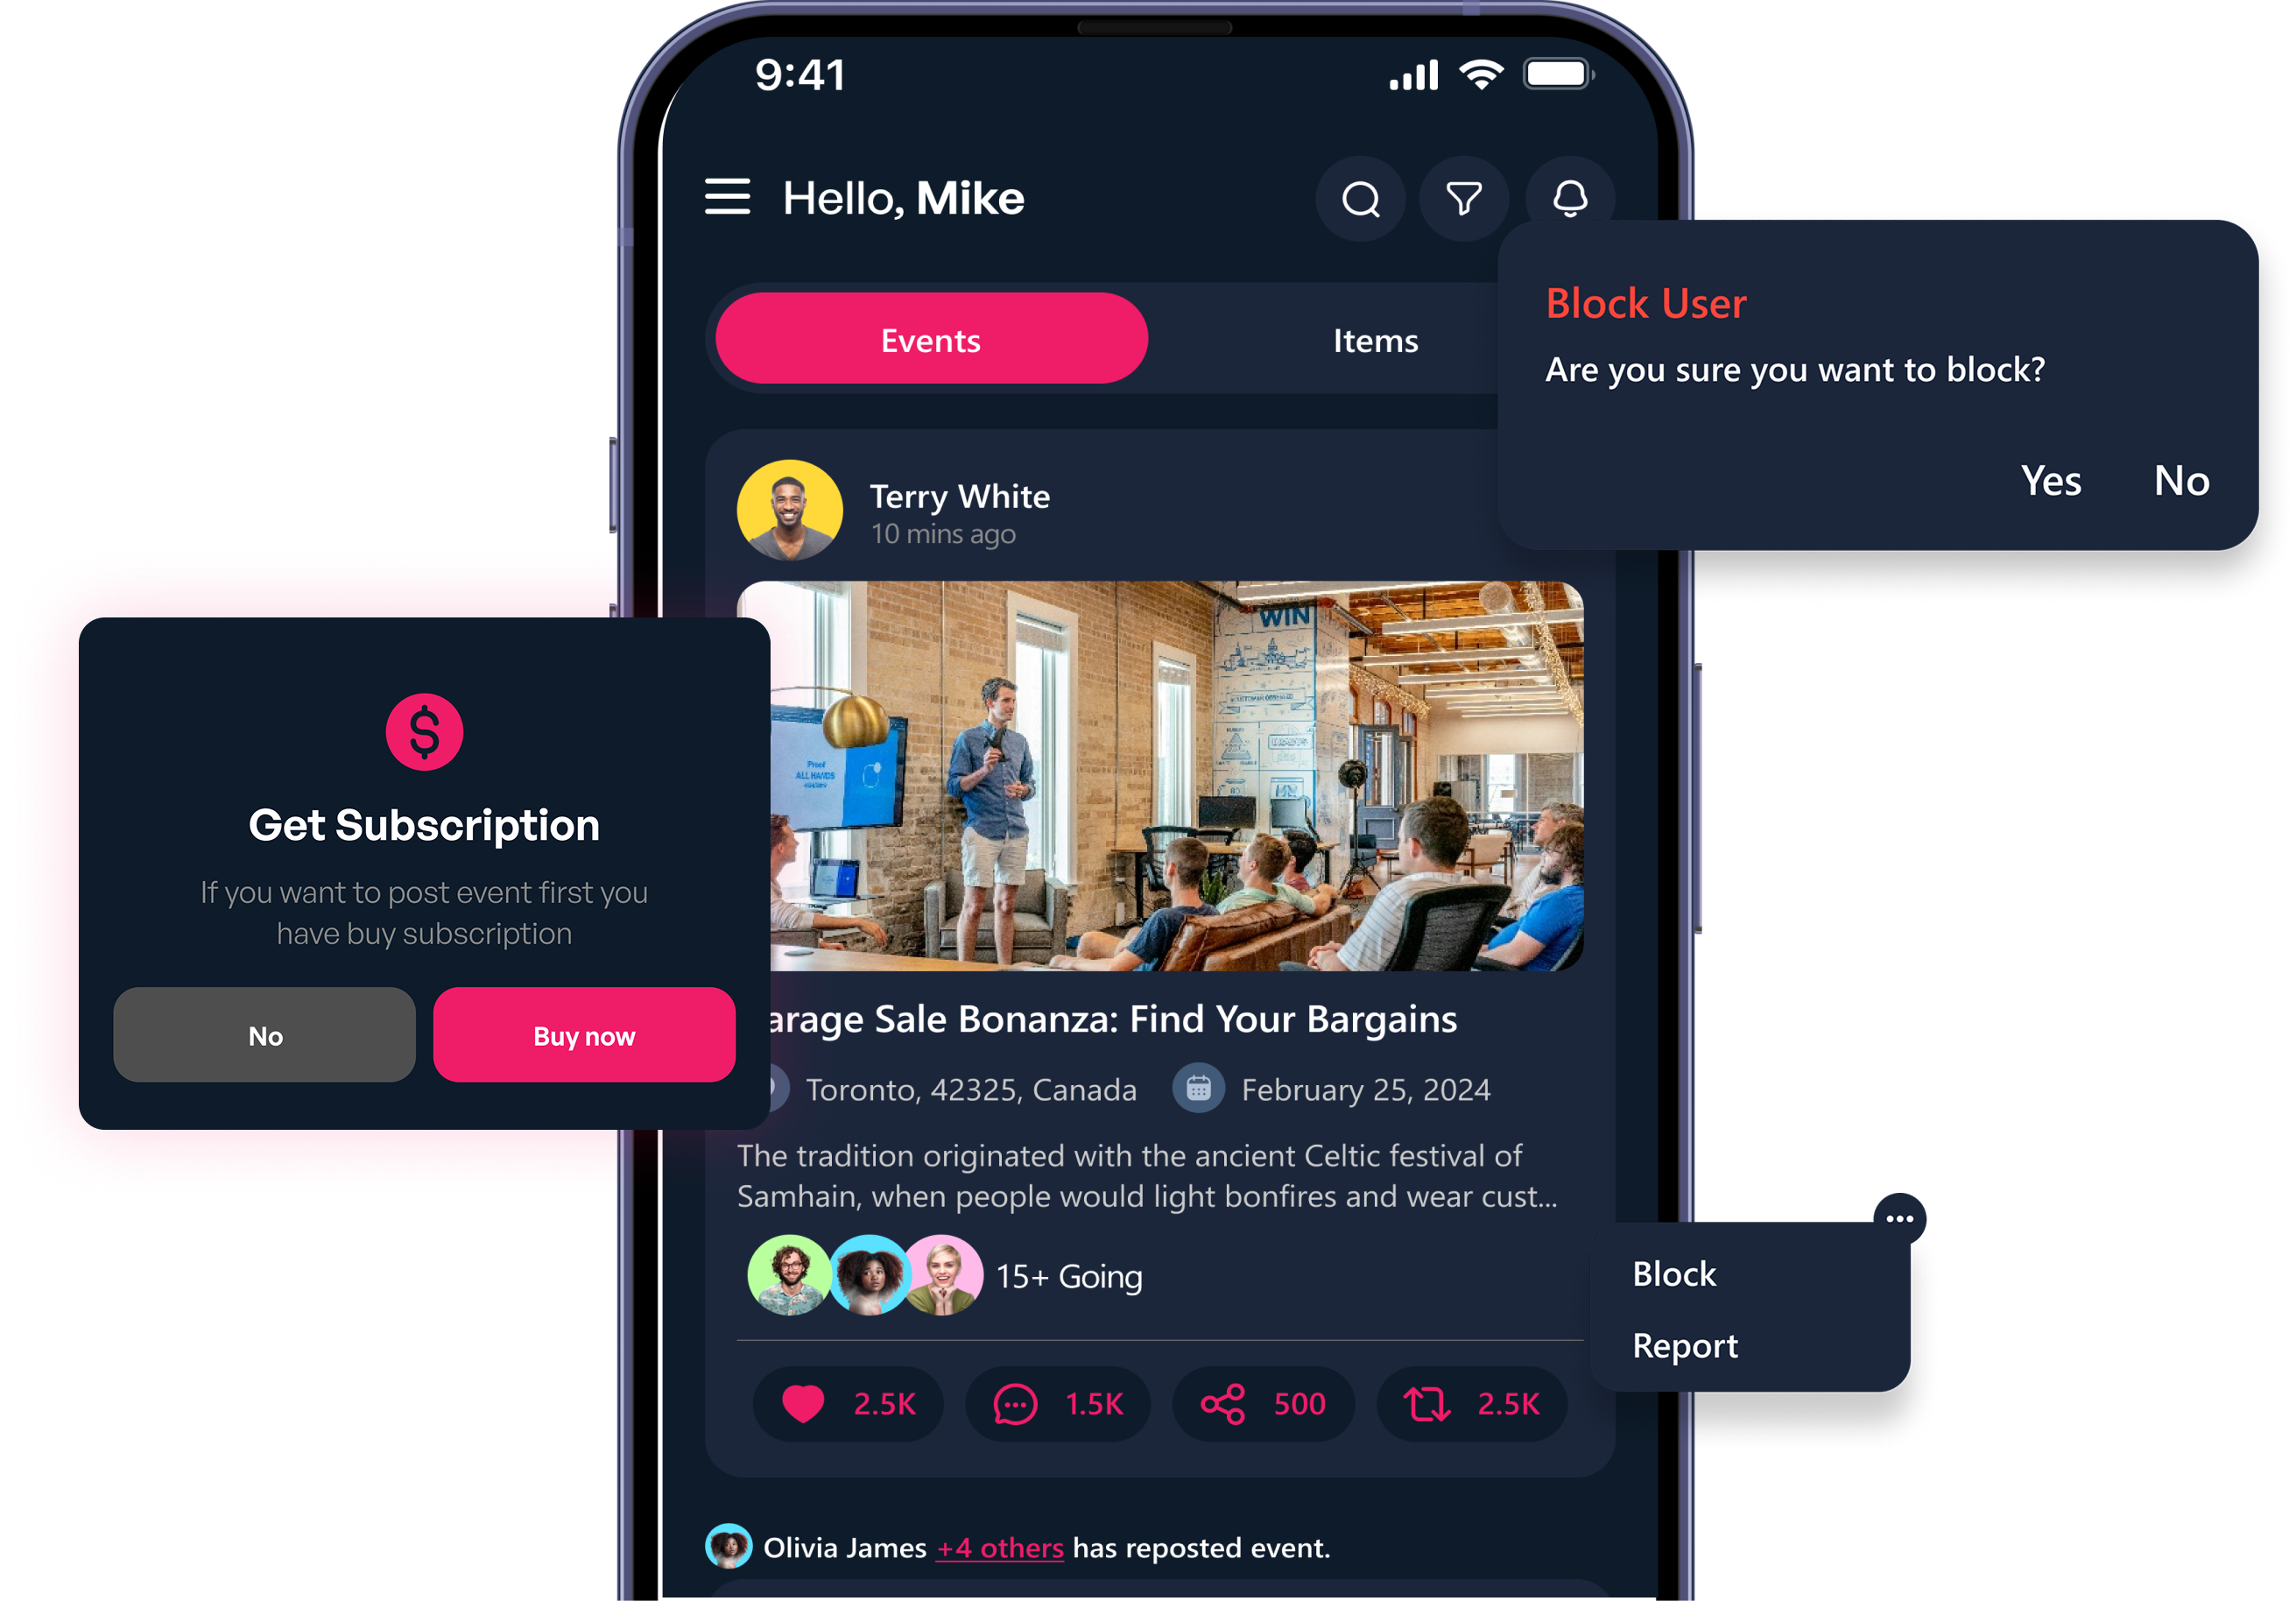 9:41
Hello, Mike
Events
Items
Block User
Are you sure you want to block?
Yes
No
Terry White
10 mins ago
WIN
Proof
ALL HANDS
Get Subscription
If you want to post event first you
have buy subscription
No
Buy now
arage Sale Bonanza: Find Your Bargains
Toronto, 42325, Canada
February 25, 2024
The tradition originated with the ancient Celtic festival of
Samhain, when people would light bonfires and wear cust...
15+ Going
Block
Report
2.5K
1.5K
500
2.5K
Olivia James +4 others has reposted event.